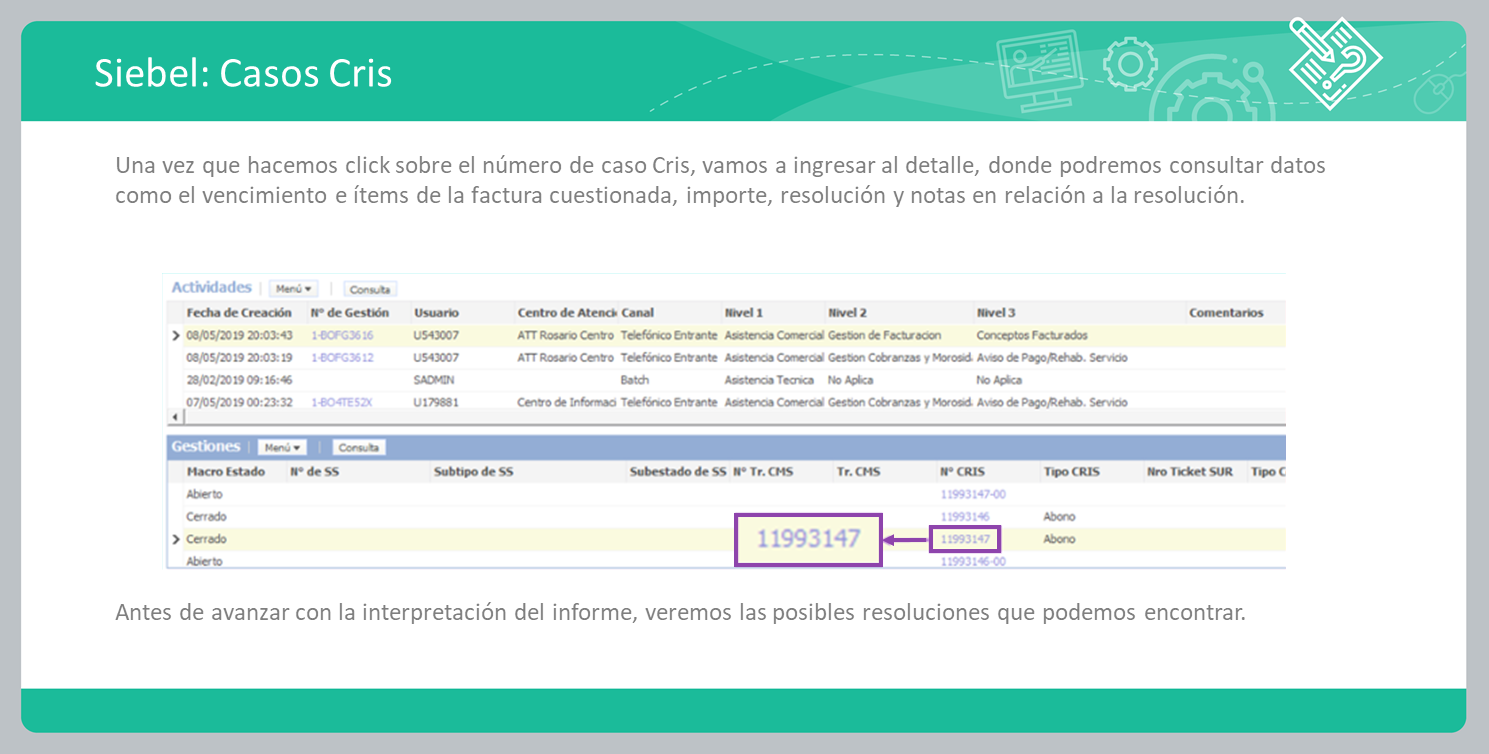 Siebel: Casos Cris
Una vez que hacemos click sobre el número de caso Cris, vamos a ingresar al detalle, donde podremos consultar datos
como el vencimiento e ítems de la factura cuestionada, importe, resolución y notas en relación a la resolución.
Actividades | Menú | Consulta
Fecha de Creación Nº de Gestión Usuario Centro de Atenci Canal Nivel 1 Nivel 2 Nivel 3 Comentarios
08/05/2019 20:03:43 1-BOFG3616 U543007 ATT Rosario Centro Telefónico Entrante Asistencia Comercial Gestion de Facturacion Conceptos Facturados
08/05/2019 20:03:19 1-BOFG3612 U543007 ATT Rosario Centro Telefónico Entrante Asistencia Comercial Gestion Cobranzas y Morosid. Aviso de Pago/Rehab. Servicio
28/02/2019 09:16:46 SADMIN Batch Asistencia Tecnica No Aplica No Aplica
07/05/2019 00:23:32 1-BO4TE52X U179881 Centro de Informaci Telefónico Entrante Asistencia Comercial Gestion Cobranzas y Morosid. Aviso de Pago/Rehab. Servicio
Gestiones | Menú | Consulta
Macro Estado Nº de SS Subtipo de SS Subestado de SS Nº Tr. CMS Tr. CMS Nº CRIS Tipo CRIS Nro Ticket SUR Tipo C
Abierto 11993147-00
Cerrado 11993146 Abono
Cerrado 11993147 11993147 Abono
Abierto 11993146-00
Antes de avanzar con la interpretación del informe, veremos las posibles resoluciones que podemos encontrar.